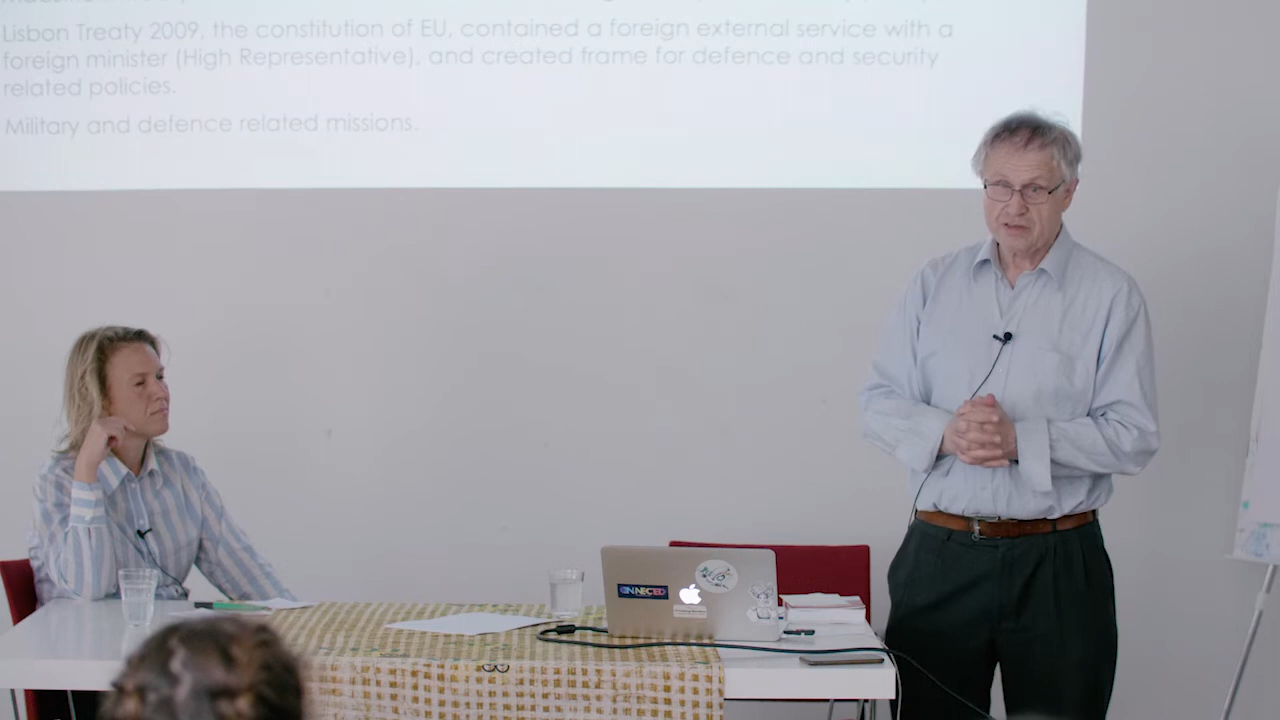 Lisbon Treaty 2009, the constitution of EU, contained a foreign external service with a
foreign minister (High Representative), and created frame for defence and security
related policies.
Military and defence related missions.